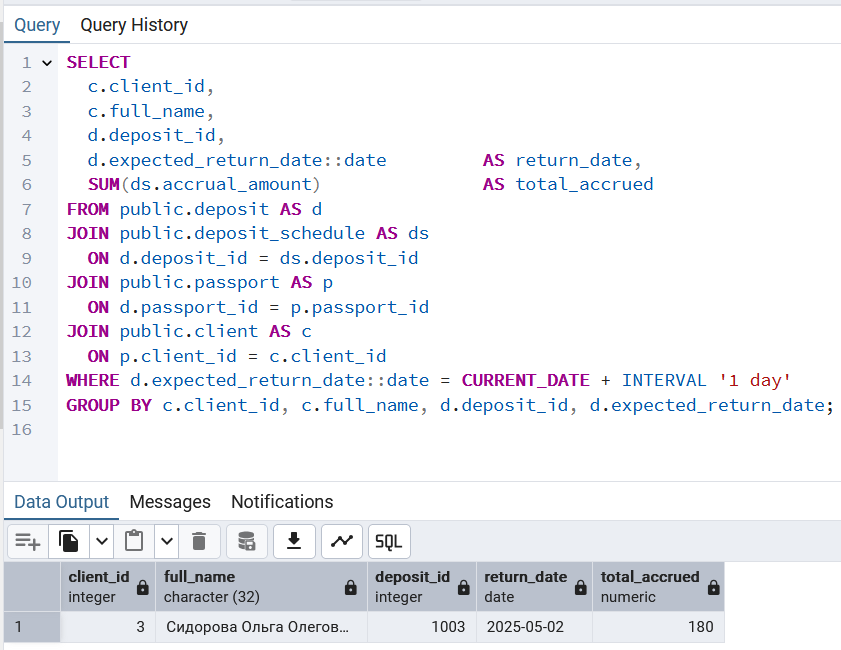 Query Query History
1 SELECT
2 c.client_id,
3 c.full_name,
4 d.deposit_id,
5 d.expected_return_date::date AS return_date,
6 SUM(ds.accrual_amount) AS total_accrued
7 FROM public.deposit AS d
8 JOIN public.deposit_schedule AS ds
9 ON d.deposit_id = ds.deposit_id
10 JOIN public.passport AS p
11 ON d.passport_id = p.passport_id
12 JOIN public.client AS c
13 ON p.client_id = c.client_id
14 WHERE d.expected_return_date::date = CURRENT_DATE + INTERVAL '1 day'
15 GROUP BY c.client_id, c.full_name, d.deposit_id, d.expected_return_date;
16
Data Output Messages Notifications
SQL
client_id full_name deposit_id return_date total_accrued
integer character (32) integer date numeric
1 3 Сидорова Ольга Олегов... 1003 2025-05-02 180